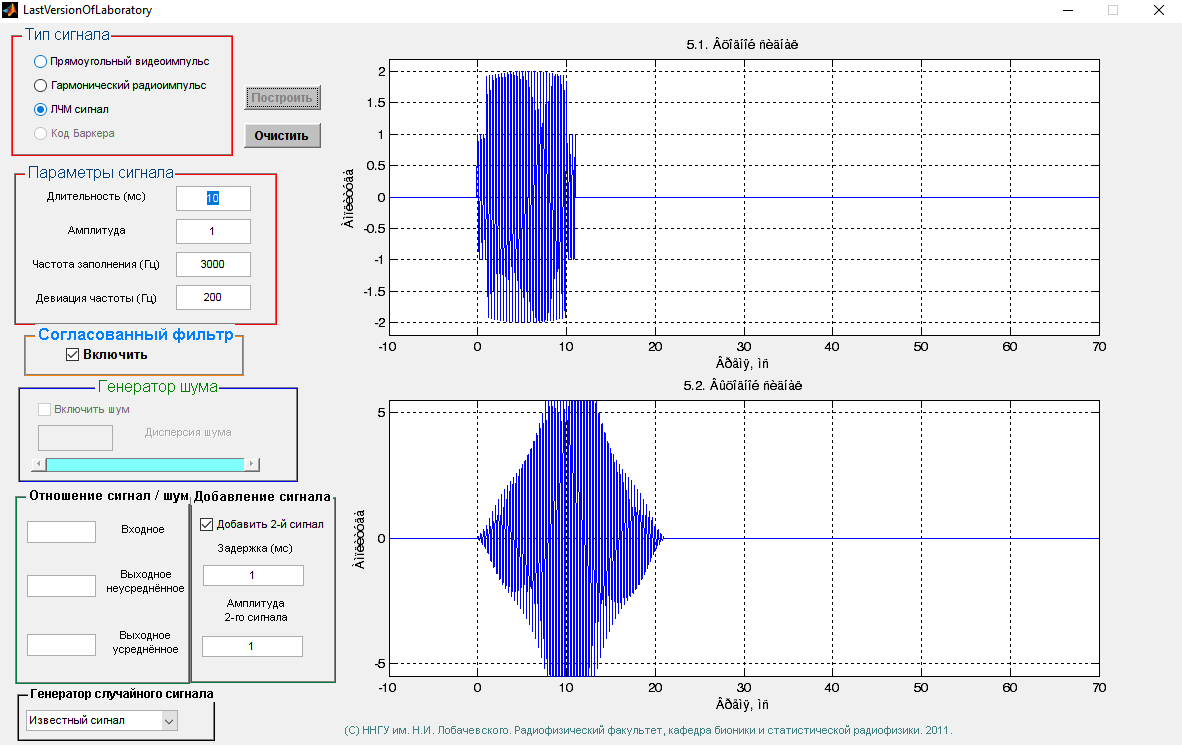 LastVersionOfLaboratory
Тип сигнала
Прямоугольный видеоимпульс
Гармонический радиоимпульс
ЛЧМ сигнал
Код Баркера
Построить
Очистить
Параметры сигнала
Длительность (мс)
10
Амплитуда
1
Частота заполнения (Гц)
3000
Девиация частоты (Гц)
200
Согласованный фильтр
Включить
Генератор шума
Включить шум
Дисперсия шума
Отношение сигнал / шум
Входное
Выходное
неусреднённое
Выходное
усреднённое
Добавление сигнала
Добавить 2-й сигнал
Задержка (мс)
1
Амплитуда
2-го сигнала
1
Генератор случайного сигнала
Известный сигнал
5.1. Âõîäíîé ñèãíàë
Àìïëèòóäà
2
1.5
1
0.5
0
-0.5
-1
-1.5
-2
-10 0 10 20 30 40 50 60 70
Âðåìÿ, ìñ
5.2. Âûõîäíîé ñèãíàë
Àìïëèòóäà
5
0
-5
-10 0 10 20 30 40 50 60 70
Âðåìÿ, ìñ
(С) ННГУ им. Н.И. Лобачевского. Радиофизический факультет, кафедра бионики и статистической радиофизики. 2011.